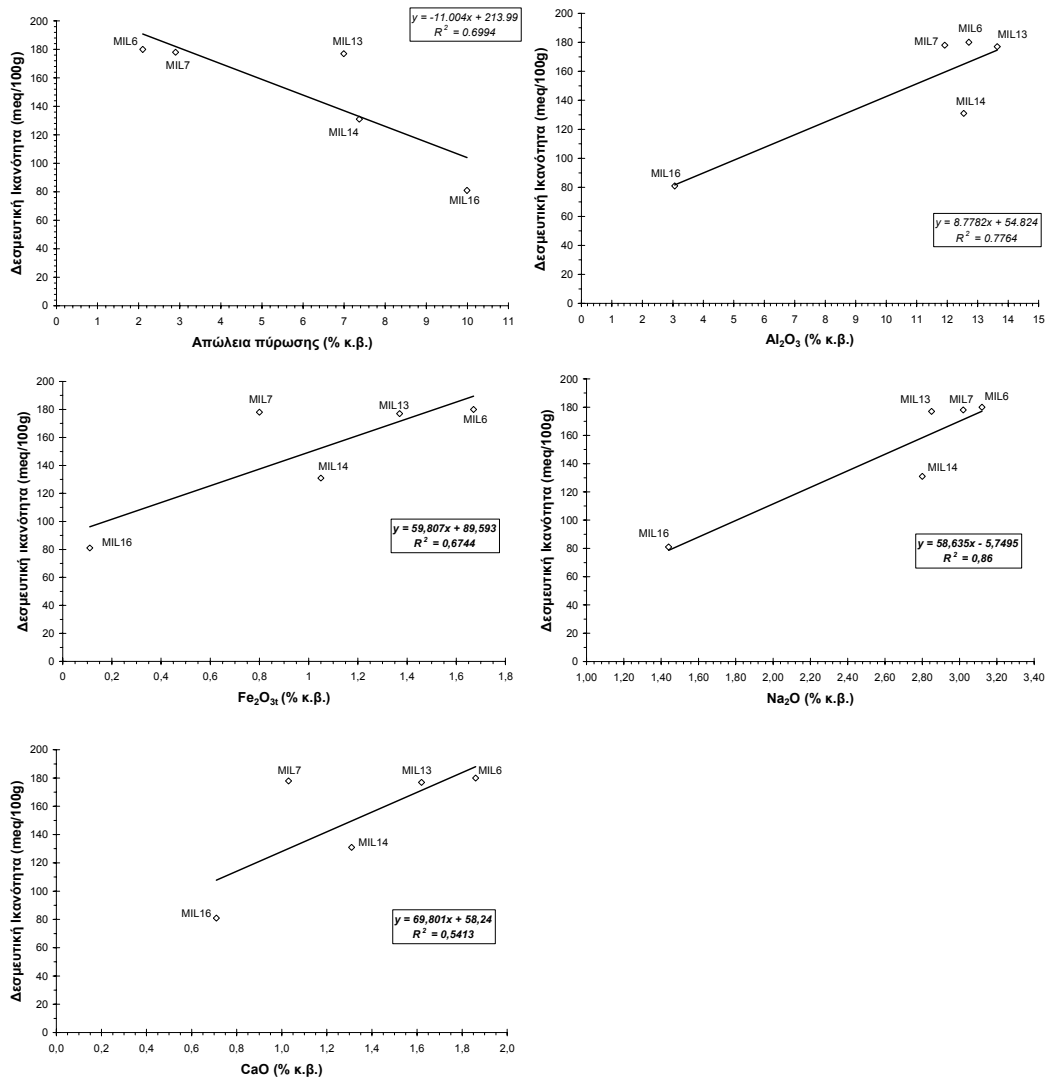 y = -11.004x + 213.99
R² = 0.6994
Δεσμευτική Ικανότητα (meq/100g)
200
180
160
140
120
100
80
60
40
20
0
MIL6
MIL7
MIL13
MIL14
MIL16
0 1 2 3 4 5 6 7 8 9 10 11
Απώλεια πύρωσης (% κ.β.)
Δεσμευτική Ικανότητα (meq/100g)
200
180
160
140
120
100
80
60
40
20
0
MIL7
MIL6
MIL13
MIL14
MIL16
y = 8.7782x + 54.824
R² = 0.7764
0 1 2 3 4 5 6 7 8 9 10 11 12 13 14 15
Al₂O₃ (% κ.β.)
Δεσμευτική ικανότητα (meq/100g)
200
180
160
140
120
100
80
60
40
20
0
MIL7
MIL13
MIL6
MIL14
MIL16
y = 59,807x + 89,593
R² = 0,6744
0 0,2 0,4 0,6 0,8 1 1,2 1,4 1,6 1,8
Fe₂O₃t (% κ.β.)
Δεσμευτική Ικανότητα (meq/100g)
200
180
160
140
120
100
80
60
40
20
0
MIL13
MIL7
MIL6
MIL14
MIL16
y = 58,635x - 5,7495
R² = 0,86
1,00 1,20 1,40 1,60 1,80 2,00 2,20 2,40 2,60 2,80 3,00 3,20 3,40
Na₂O (% κ.β.)
Δεσμευτική Ικανότητα (meq/100g)
200
180
160
140
120
100
80
60
40
20
0
MIL7
MIL13
MIL6
MIL14
MIL16
y = 69,801x + 58,24
R² = 0,5413
0,0 0,2 0,4 0,6 0,8 1,0 1,2 1,4 1,6 1,8 2,0
CaO (% κ.β.)